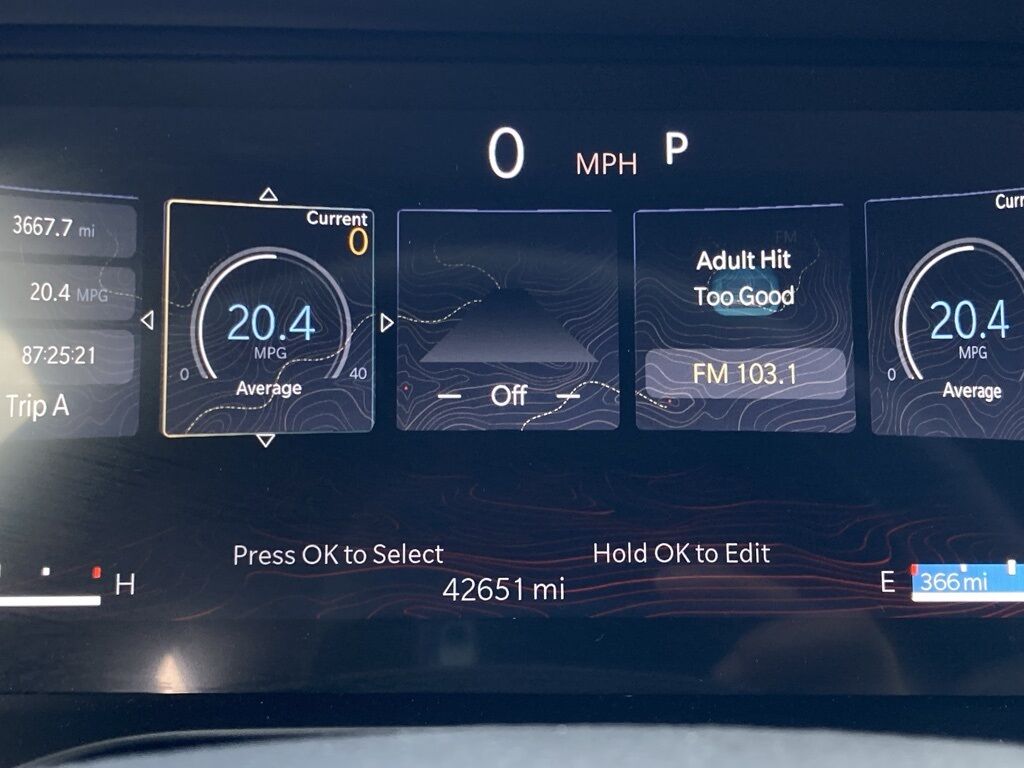 0 MPH P
3667.7 mi
20.4 MPG
87:25:21
Trip A
Current
0
20.4
MPG
0 40
Average
Off
FM
Adult Hit
Too Good
FM 103.1
Curr
20.4
MPG
0
Average
Press OK to Select
Hold OK to Edit
42651 mi
H
E 366 mi